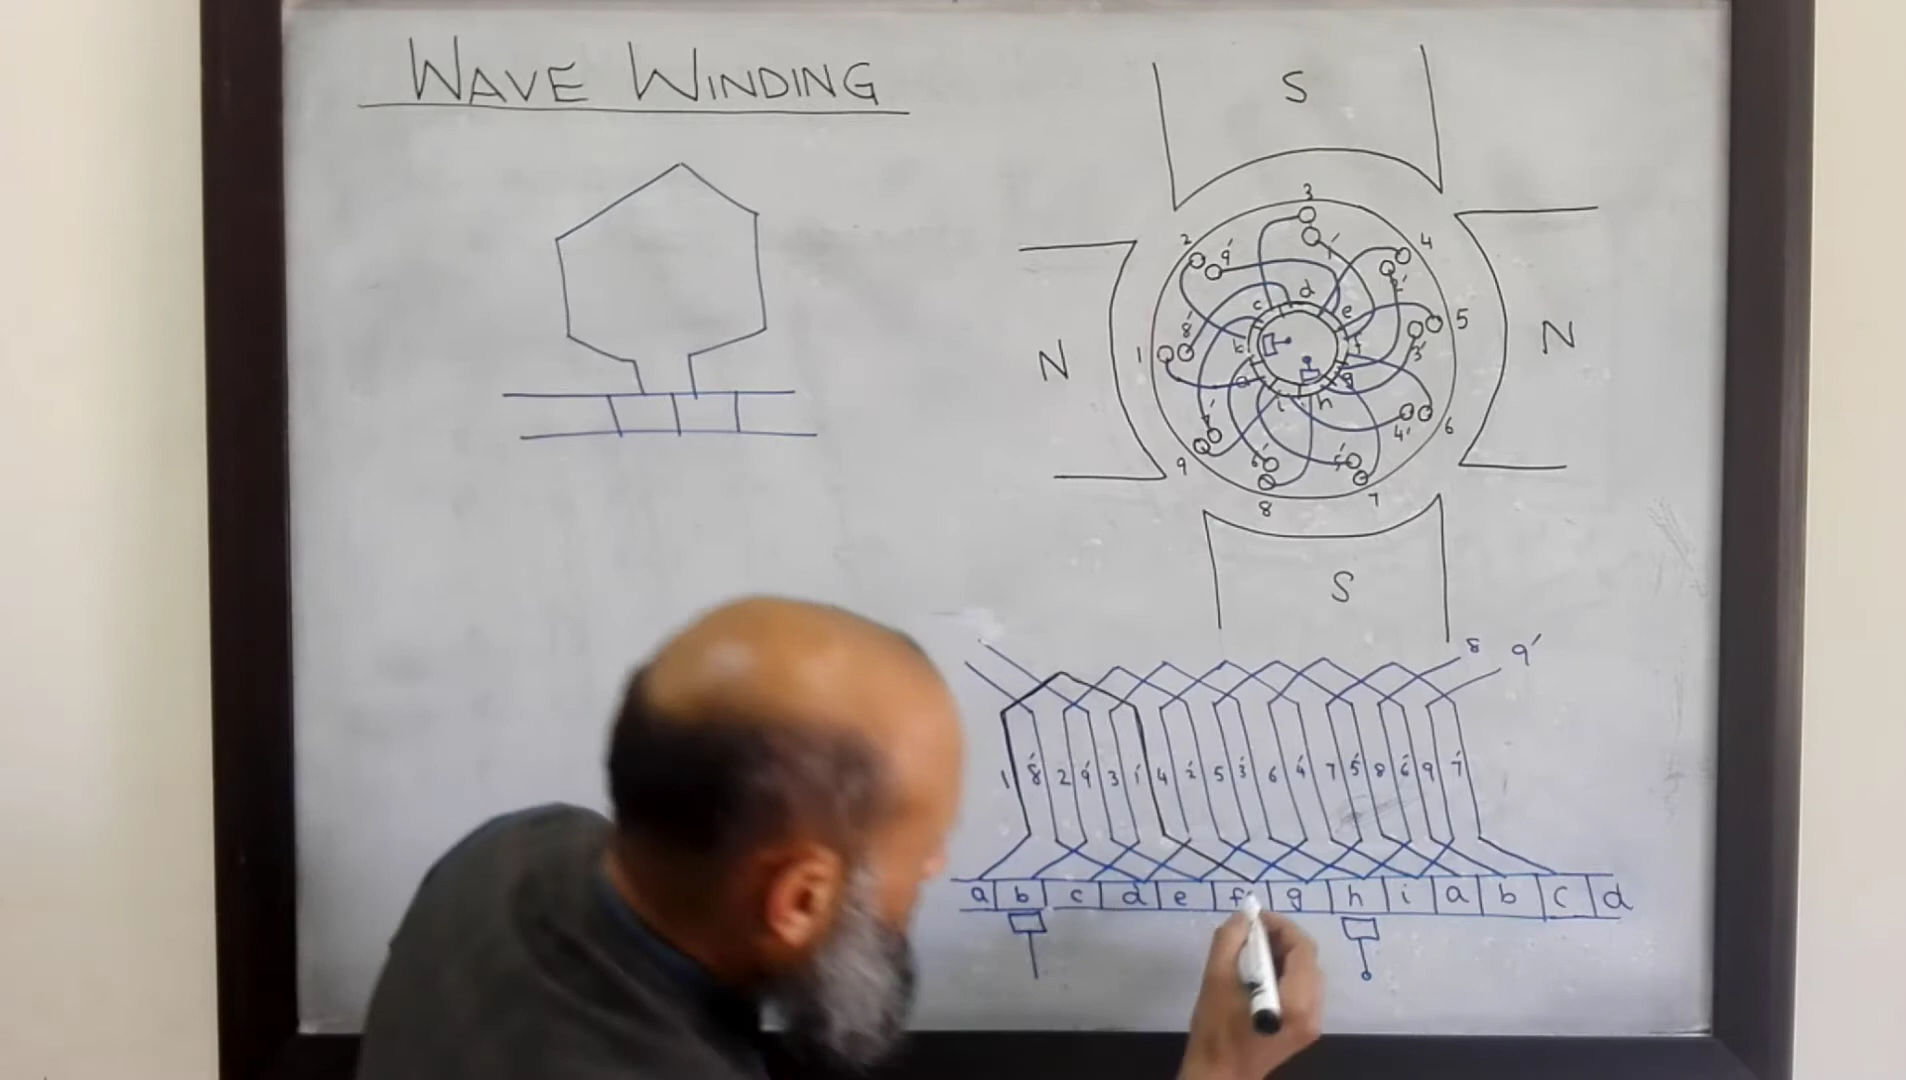 WAVE WINDING
S
3
2 9' 1' 4
2'
d
c e
8' 5
N 1 k f 3' N
a g
i h
4' 6
9 6' 5'
7
8
S
8 9'
1 8' 2 9' 3 1' 4 2' 5 3' 6 4' 7 5' 8 6' 9 7'
a b c d e f g h i a b c d